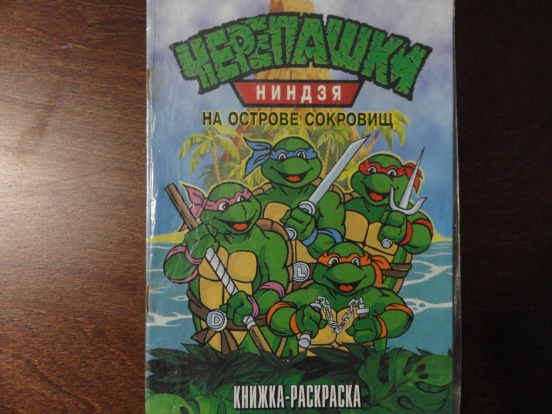 ЧЕРЕПАШКИ
НИНДЗЯ
НА ОСТРОВЕ СОКРОВИЩ
D
L
КНИЖКА-РАСКРАСКА